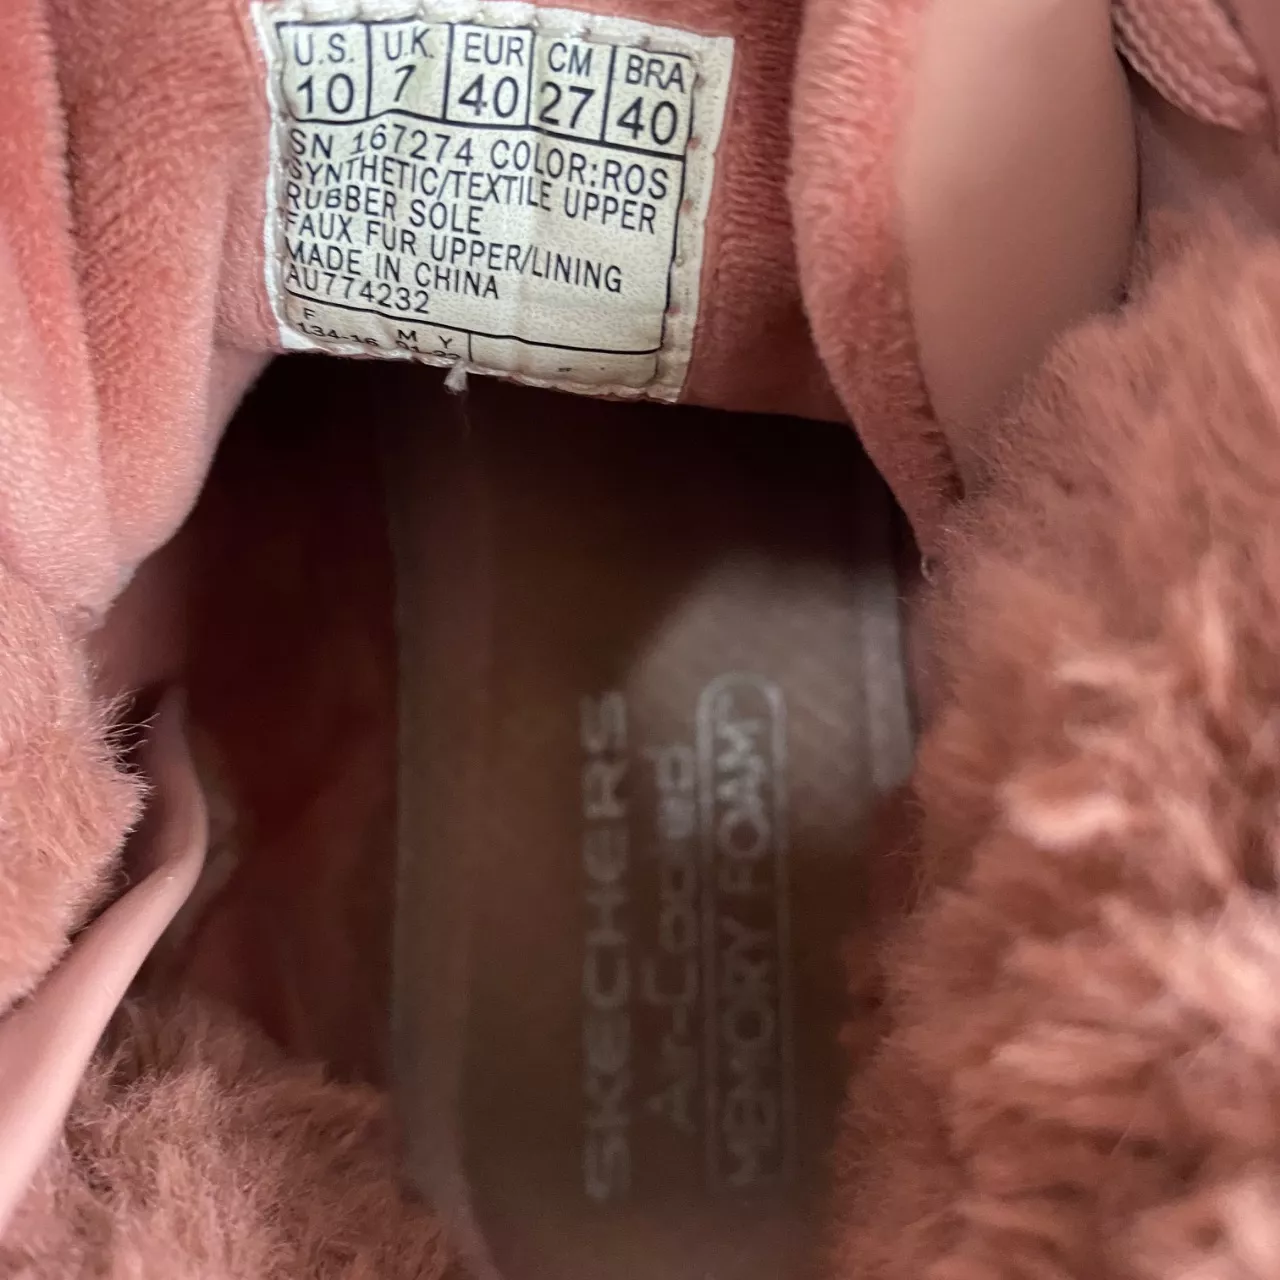 U.S. U.K. EUR CM BRA
10 7 40 27 40
SN 167274 COLOR:ROS
SYNTHETIC/TEXTILE UPPER
RUBBER SOLE
FAUX FUR UPPER/LINING
MADE IN CHINA
AU774232
F M Y
SKECHERS
Air-Cooled
MEMORY FOAM